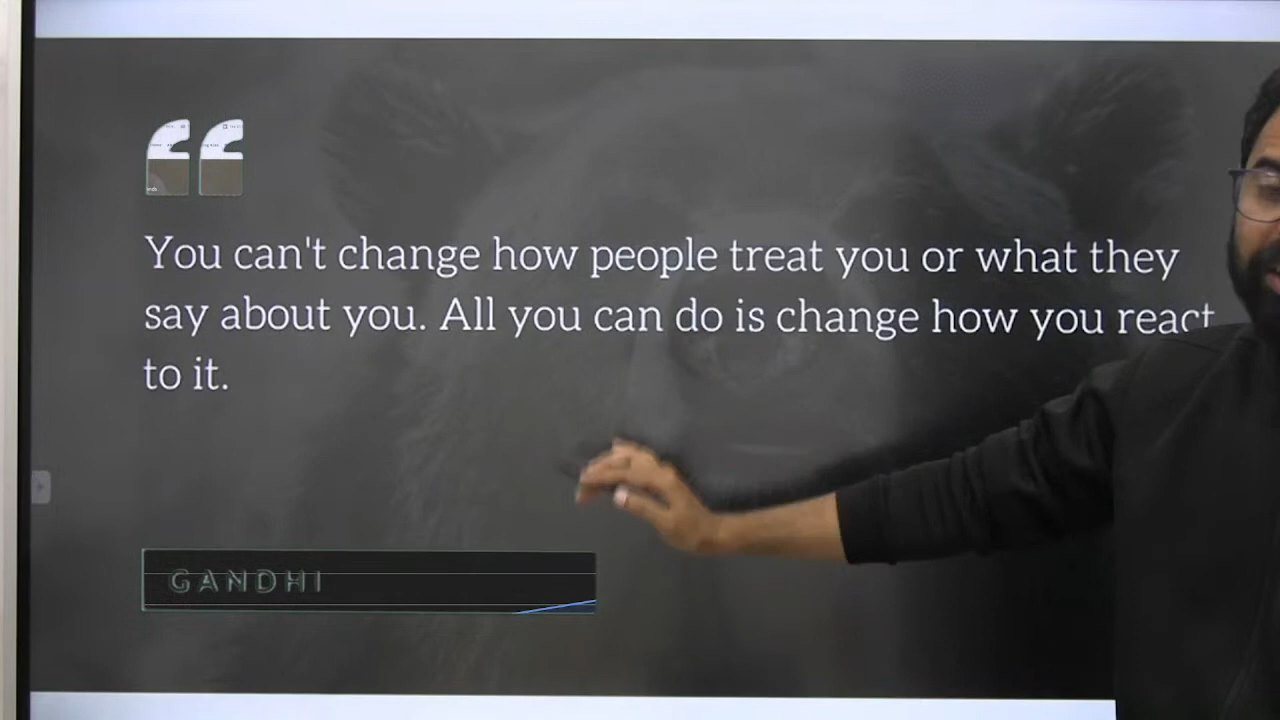 You can't change how people treat you or what they
say about you. All you can do is change how you react
to it.
GANDHI